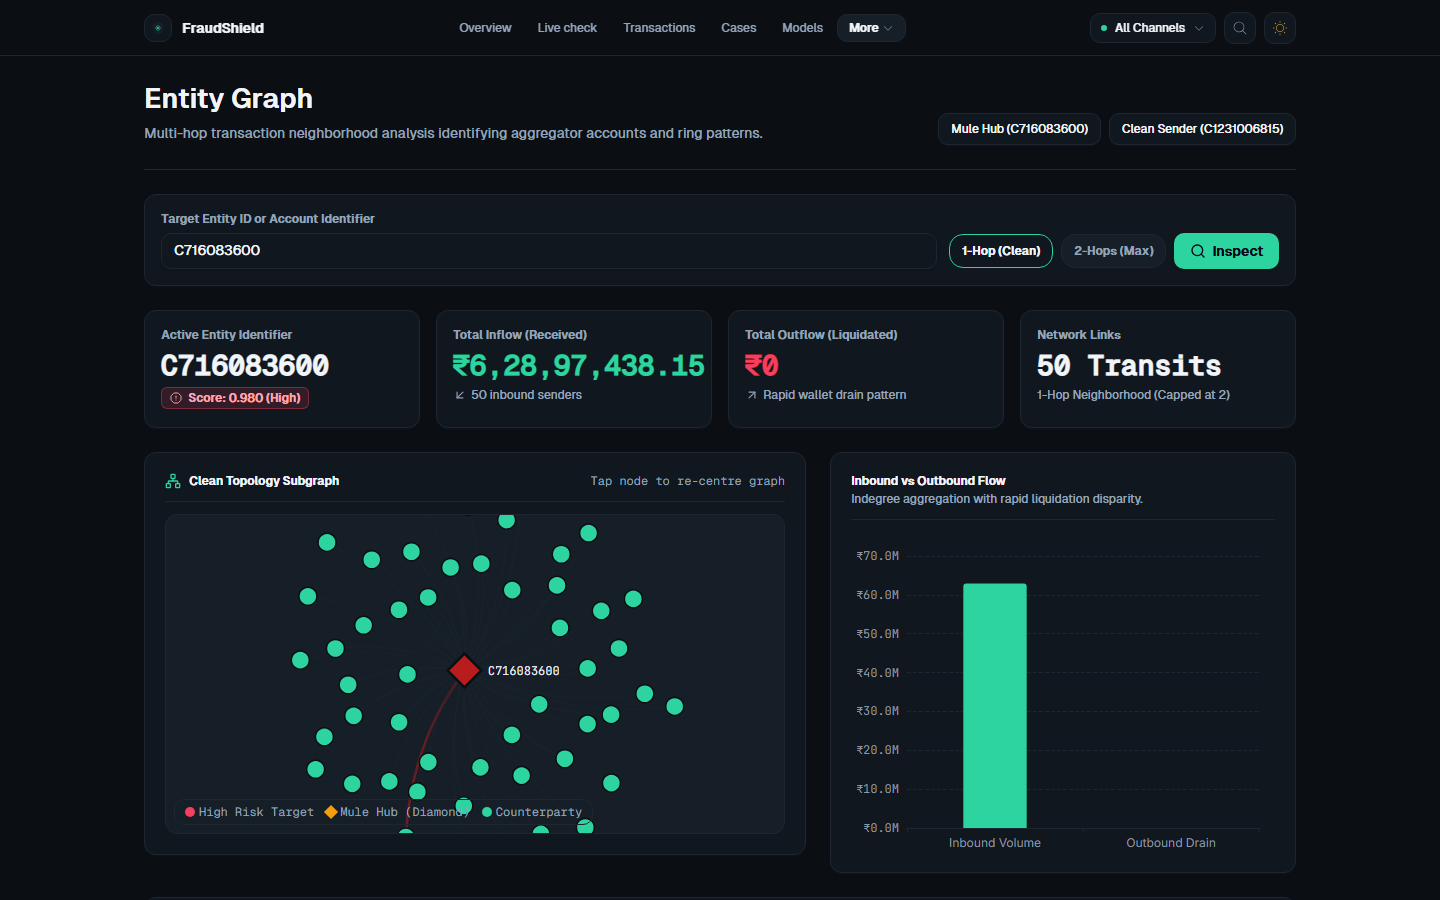 FraudShield
Overview
Live check
Transactions
Cases
Models
More
All Channels
Entity Graph
Multi-hop transaction neighborhood analysis identifying aggregator accounts and ring patterns.
Mule Hub (C716083600)
Clean Sender (C1231006815)
Target Entity ID or Account Identifier
C716083600
1-Hop (Clean)
2-Hops (Max)
Inspect
Active Entity Identifier
C716083600
Score: 0.980 (High)
Total Inflow (Received)
₹6,28,97,438.15
50 inbound senders
Total Outflow (Liquidated)
₹0
Rapid wallet drain pattern
Network Links
50 Transits
1-Hop Neighborhood (Capped at 2)
Clean Topology Subgraph
Tap node to re-centre graph
C716083600
High Risk Target
Mule Hub (Diamond)
Counterparty
Inbound vs Outbound Flow
Indegree aggregation with rapid liquidation disparity.
₹70.0M
₹60.0M
₹50.0M
₹40.0M
₹30.0M
₹20.0M
₹10.0M
₹0.0M
Inbound Volume
Outbound Drain